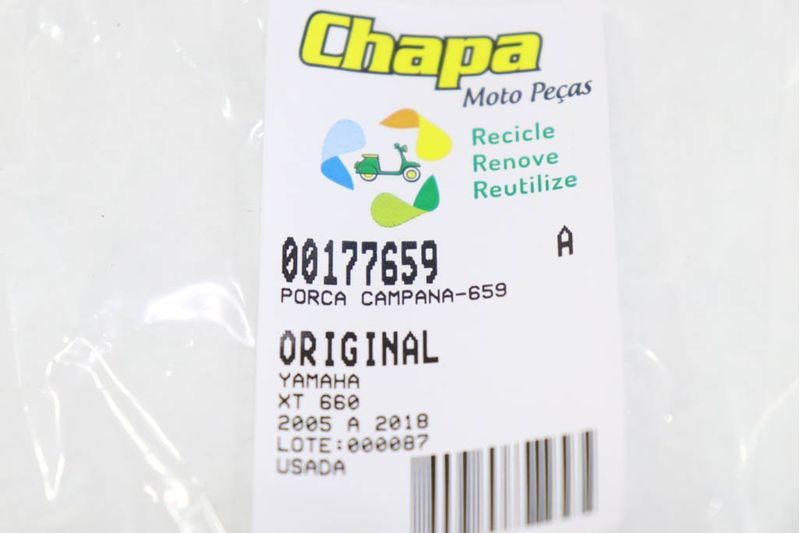 Chapa
Moto Peças
Recicle
Renove
Reutilize
00177659 A
PORCA CAMPANA-659
ORIGINAL
YAMAHA
XT 660
2005 A 2018
LOTE:000087
USADA